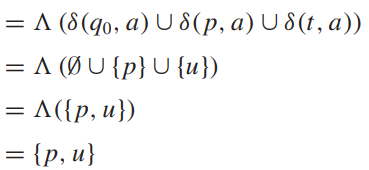 = Λ (δ(q₀, a) ∪ δ(p, a) ∪ δ(t, a))
= Λ (Ø ∪ {p} ∪ {u})
= Λ({p, u})
= {p, u}